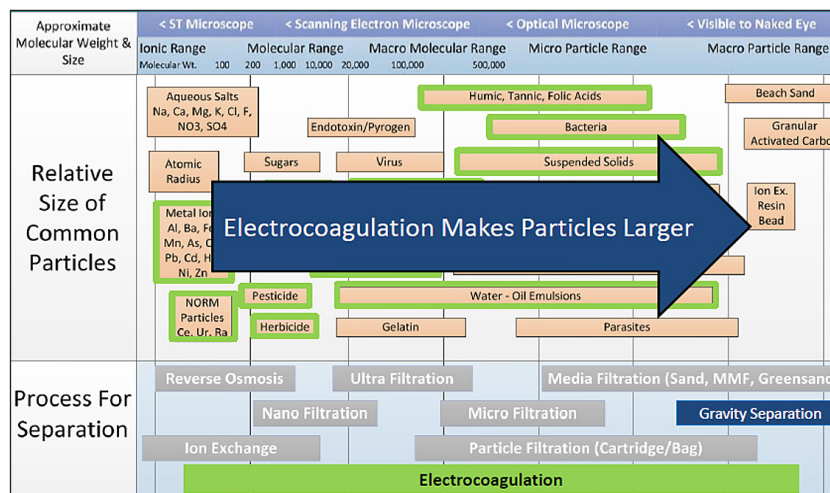 Approximate
Molecular Weight &
Size
< ST Microscope
< Scanning Electron Microscope
< Optical Microscope
< Visible to Naked Eye
Ionic Range
Molecular Range
Macro Molecular Range
Micro Particle Range
Macro Particle Range
Molecular Wt. 100 200 1,000 10,000 20,000 100,000 500,000
Relative
Size of
Common
Particles
Aqueous Salts
Na, Ca, Mg, K, Cl, F,
NO3, SO4
Humic, Tannic, Folic Acids
Beach Sand
Endotoxin/Pyrogen
Bacteria
Granular
Activated Carbo
Atomic
Radius
Sugars
Virus
Suspended Solids
Metal Ion
Al, Ba, Fe
Mn, As, C
Pb, Cd, H
Ni, Zn
Electrocoagulation Makes Particles Larger
Ion Ex.
Resin
Bead
NORM
Particles
Ce. Ur. Ra
Pesticide
Water - Oil Emulsions
Herbicide
Gelatin
Parasites
Process For
Separation
Reverse Osmosis
Ultra Filtration
Media Filtration (Sand, MMF, Greensand
Nano Filtration
Micro Filtration
Gravity Separation
Ion Exchange
Particle Filtration (Cartridge/Bag)
Electrocoagulation